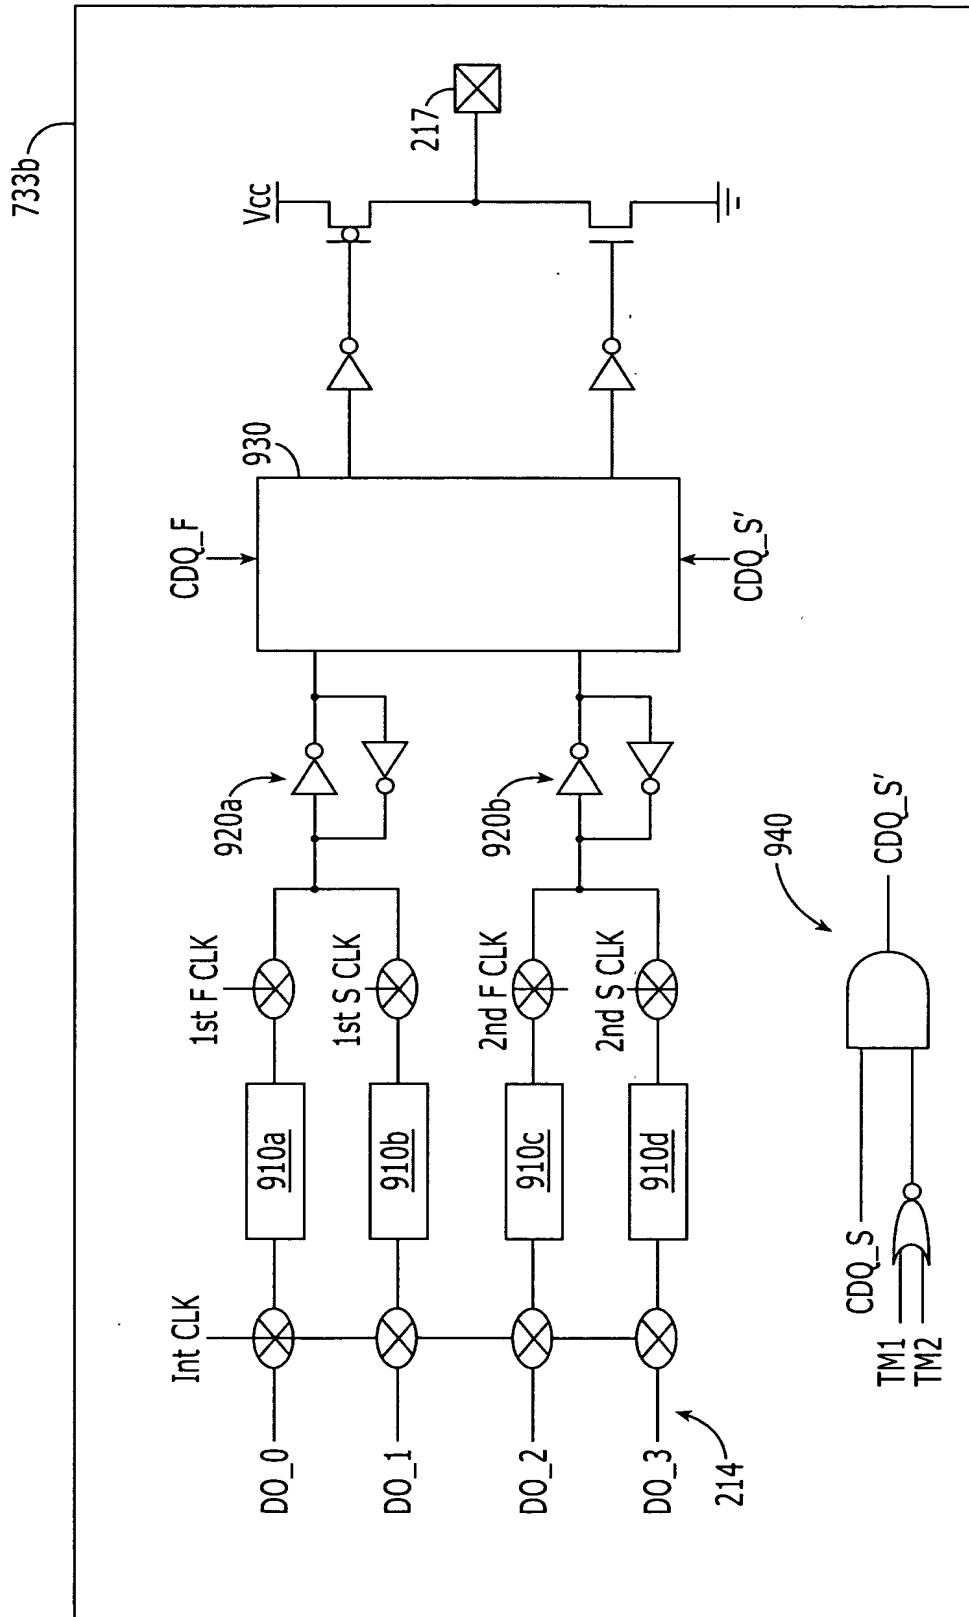 733b
Vcc
217
930
CDQ_F
CDQ_S'
920a
920b
1st F CLK
1st S CLK
2nd F CLK
2nd S CLK
910a
910b
910c
910d
Int CLK
DO_0
DO_1
DO_2
DO_3
214
940
CDQ_S
TM1
TM2
CDQ_S'